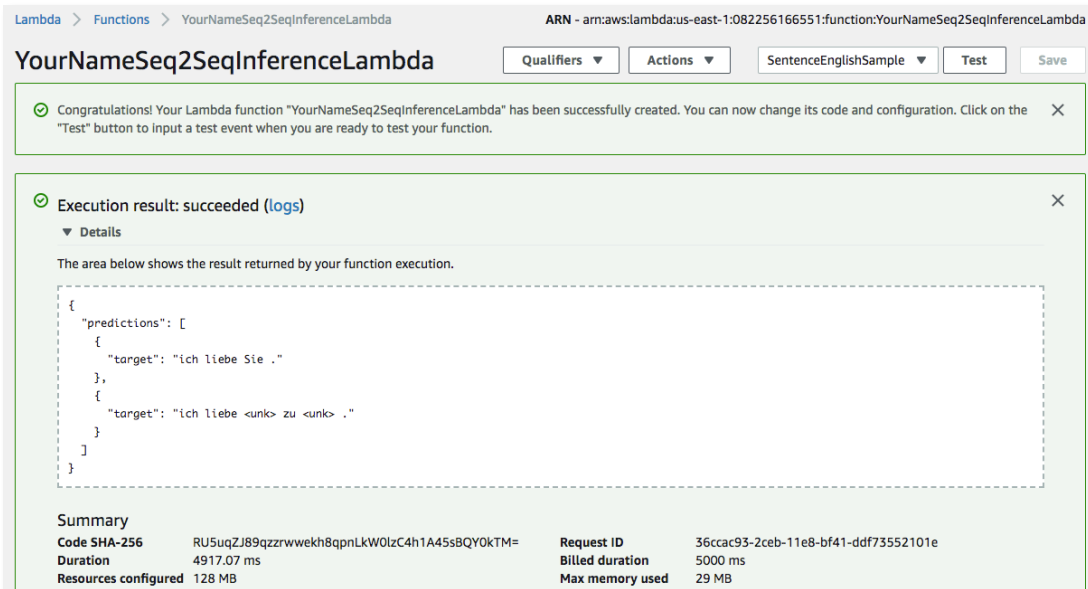 Lambda > Functions > YourNameSeq2SeqInferenceLambda ARN - arn:aws:lambda:us-east-1:082256166551:function:YourNameSeq2SeqInferenceLambda
YourNameSeq2SeqInferenceLambda Qualifiers Actions SentenceEnglishSample Test Save
Congratulations! Your Lambda function "YourNameSeq2SeqInferenceLambda" has been successfully created. You can now change its code and configuration. Click on the
"Test" button to input a test event when you are ready to test your function.
Execution result: succeeded (logs)
Details
The area below shows the result returned by your function execution.
{
"predictions": [
{
"target": "ich liebe Sie ."
},
{
"target": "ich liebe <unk> zu <unk> ."
}
]
}
Summary
Code SHA-256 RU5uqZJ89qzzrwwekh8qpnLkW0lzC4h1A45sBQY0kTM= Request ID 36ccac93-2ceb-11e8-bf41-ddf73552101e
Duration 4917.07 ms Billed duration 5000 ms
Resources configured 128 MB Max memory used 29 MB